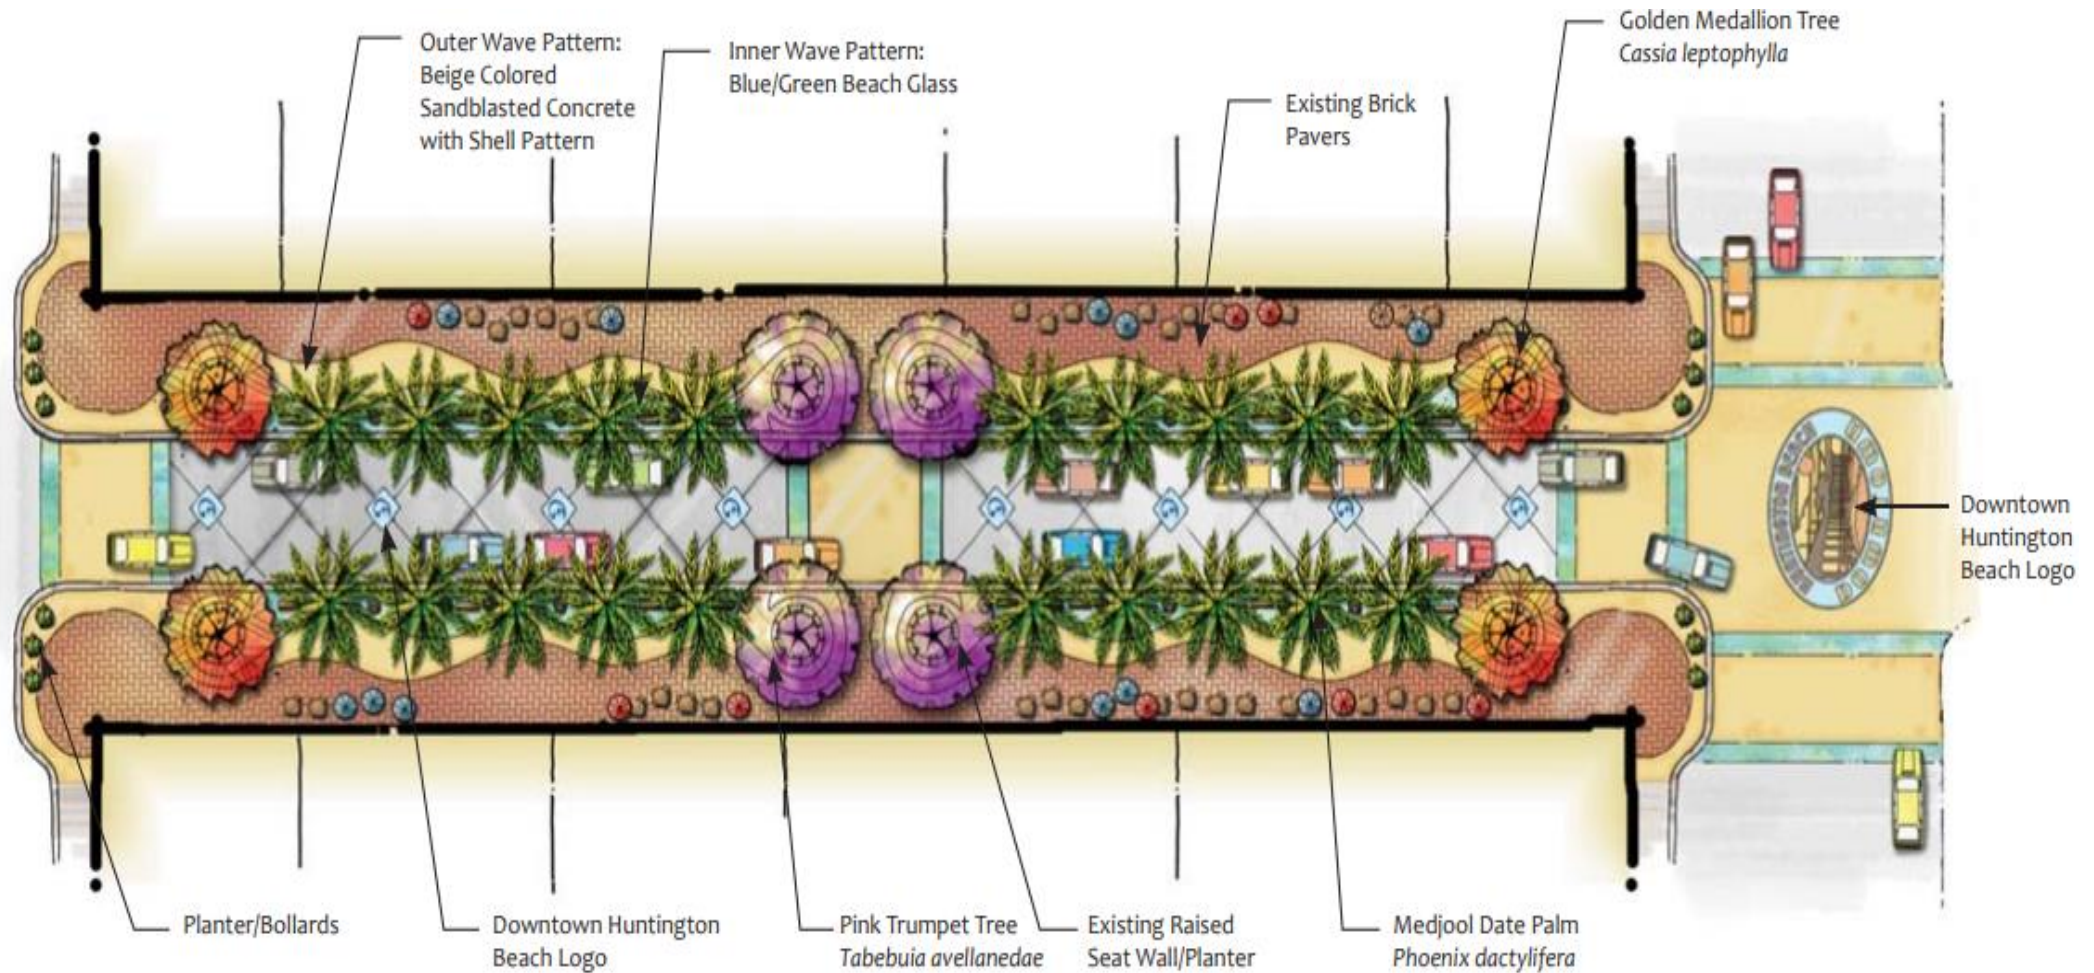 Golden Medallion Tree
Cassia leptophylla
Outer Wave Pattern:
Beige Colored
Sandblasted Concrete
with Shell Pattern
Inner Wave Pattern:
Blue/Green Beach Glass
Existing Brick
Pavers
Downtown
Huntington
Beach Logo
Planter/Bollards
Downtown Huntington
Beach Logo
Pink Trumpet Tree
Tabebuia avellanedae
Existing Raised
Seat Wall/Planter
Medjool Date Palm
Phoenix dactylifera